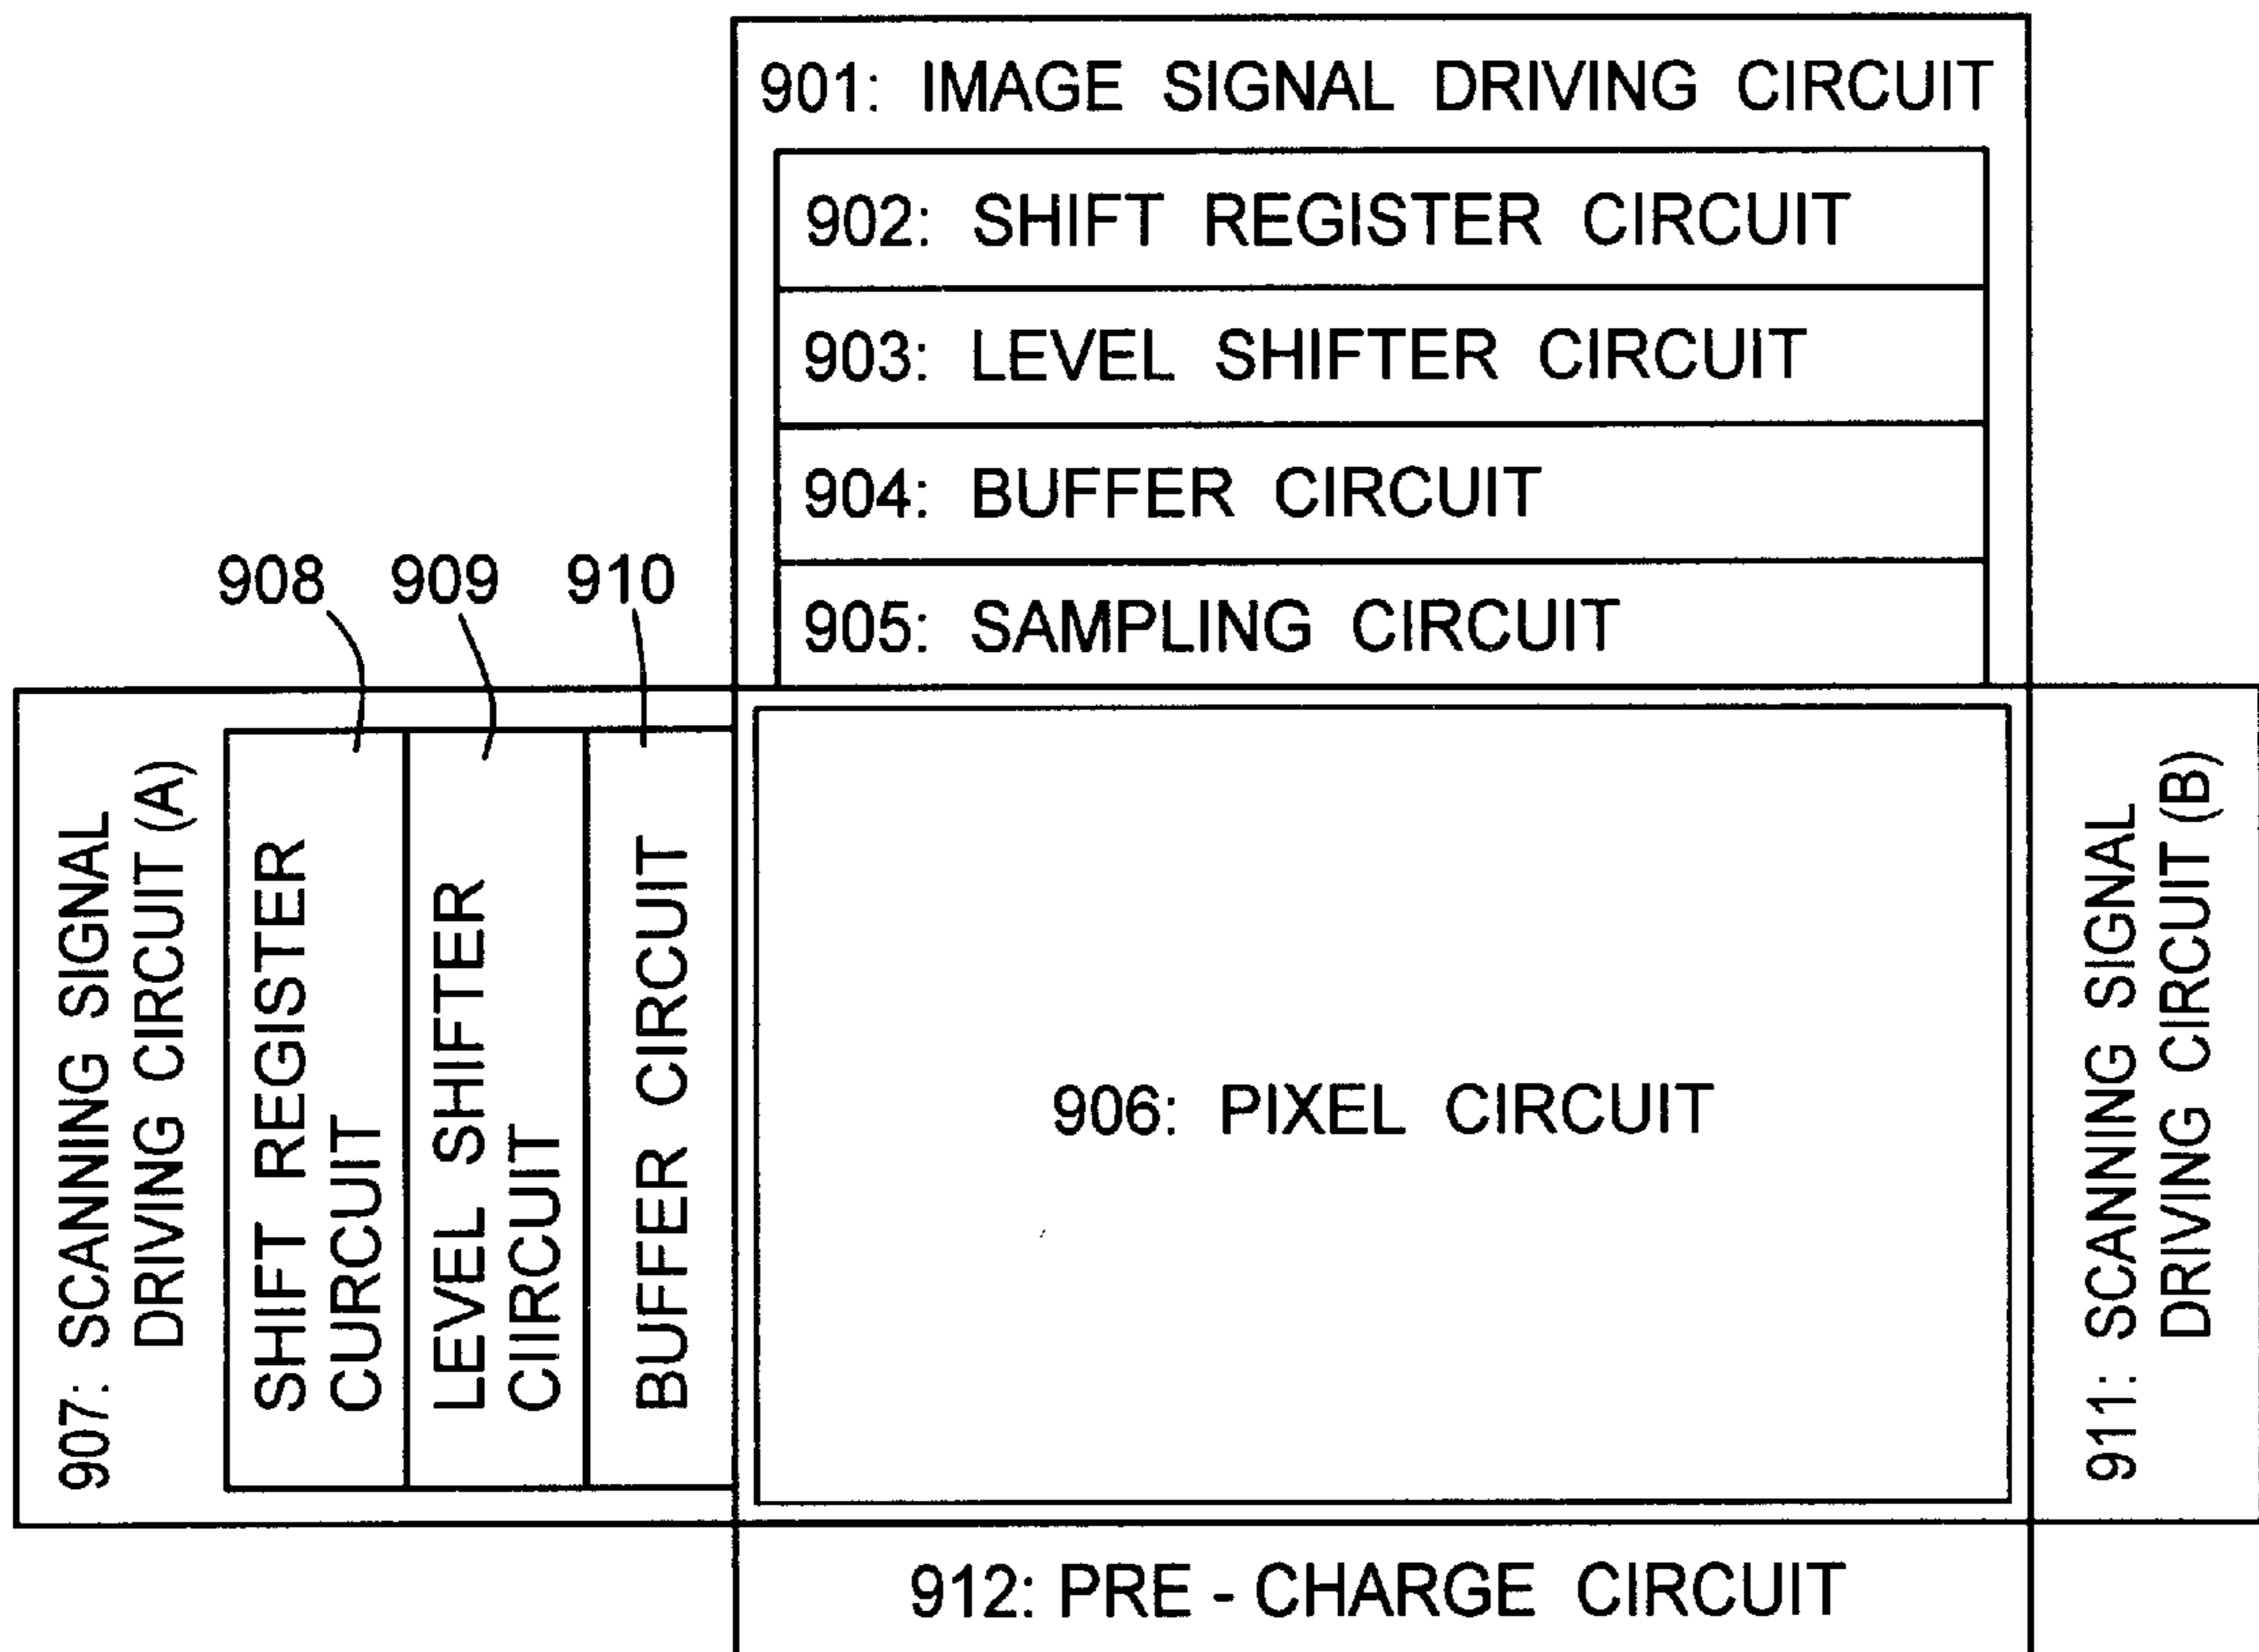 901: IMAGE SIGNAL DRIVING CIRCUIT
902: SHIFT REGISTER CIRCUIT
903: LEVEL SHIFTER CIRCUIT
904: BUFFER CIRCUIT
905: SAMPLING CIRCUIT
908 909 910
907: SCANNING SIGNAL
DRIVING CIRCUIT (A)
SHIFT REGISTER
CURCUIT
LEVEL SHIFTER
CIIRCUIT
BUFFER CIRCUIT
906: PIXEL CIRCUIT
911: SCANNING SIGNAL
DRIVING CIRCUIT (B)
912: PRE - CHARGE CIRCUIT